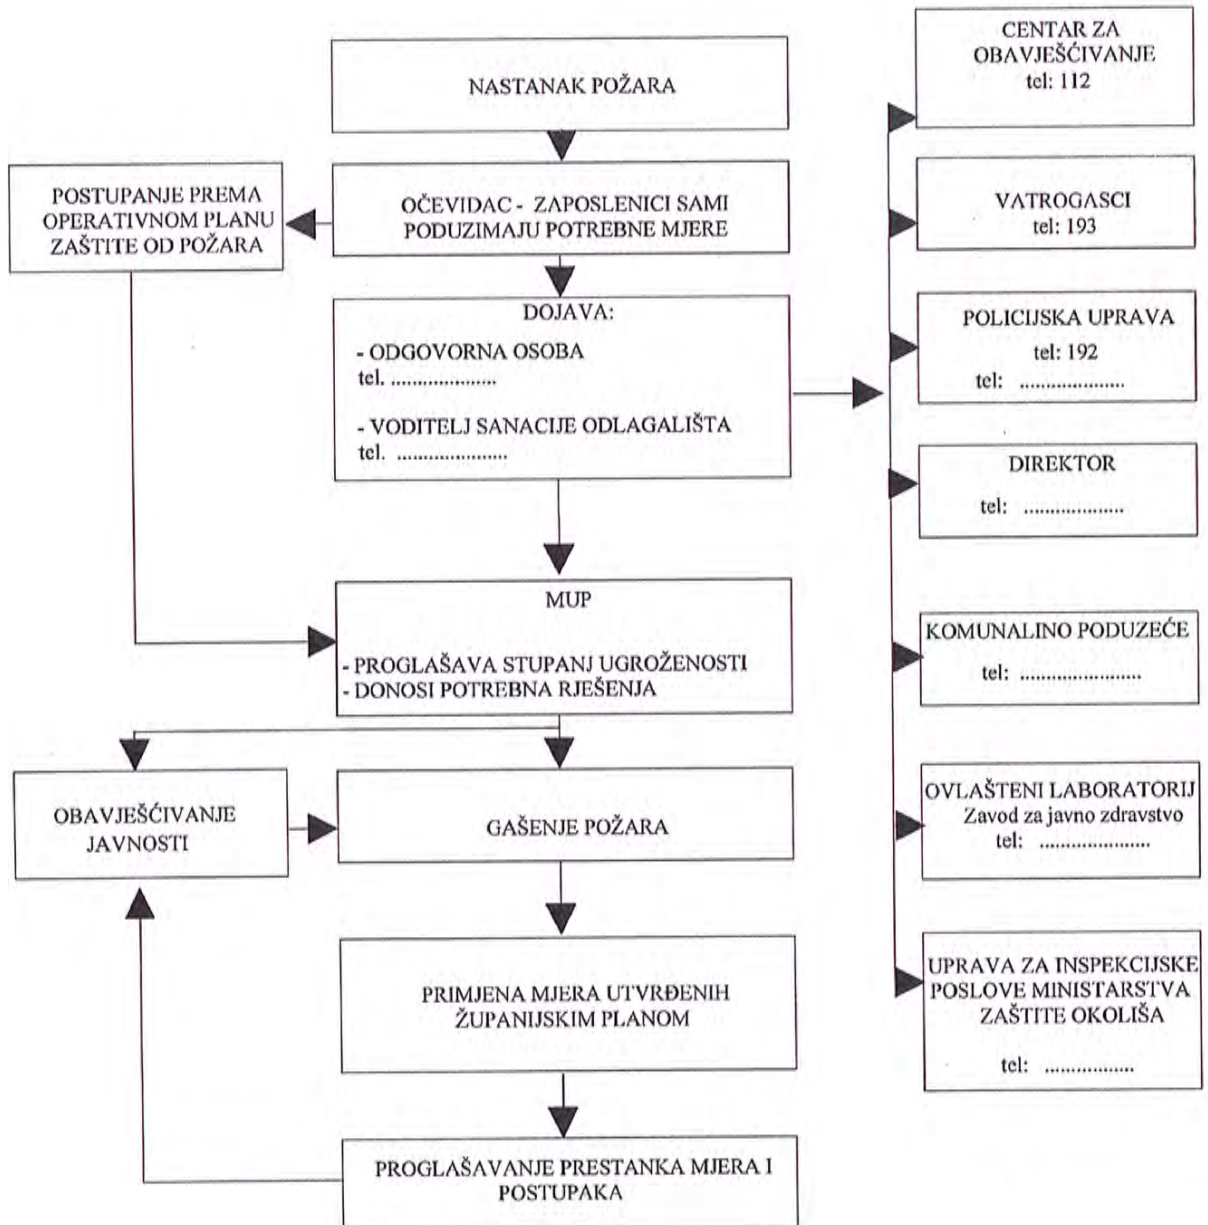 NASTANAK POŽARA
POSTUPANJE PREMA
OPERATIVNOM PLANU
ZAŠTITE OD POŽARA
OČEVIDAC - ZAPOSLENICI SAMI
PODUZIMAJU POTREBNE MJERE
DOJAVA:
- ODGOVORNA OSOBA
tel. ....................
- VODITELJ SANACIJE ODLAGALIŠTA
tel. .....................
MUP
- PROGLAŠAVA STUPANJ UGROŽENOSTI
- DONOSI POTREBNA RJEŠENJA
OBAVJEŠĆIVANJE
JAVNOSTI
GAŠENJE POŽARA
PRIMJENA MJERA UTVRĐENIH
ŽUPANIJSKIM PLANOM
PROGLAŠAVANJE PRESTANKA MJERA I
POSTUPAKA
CENTAR ZA
OBAVJEŠĆIVANJE
tel: 112
VATROGASCI
tel: 193
POLICIJSKA UPRAVA
tel: 192
tel: ....................
DIREKTOR
tel: ...................
KOMUNALINO PODUZEĆE
tel: .......................
OVLAŠTENI LABORATORIJ
Zavod za javno zdravstvo
tel: .....................
UPRAVA ZA INSPEKCIJSKE
POSLOVE MINISTARSTVA
ZAŠTITE OKOLIŠA
tel: .................